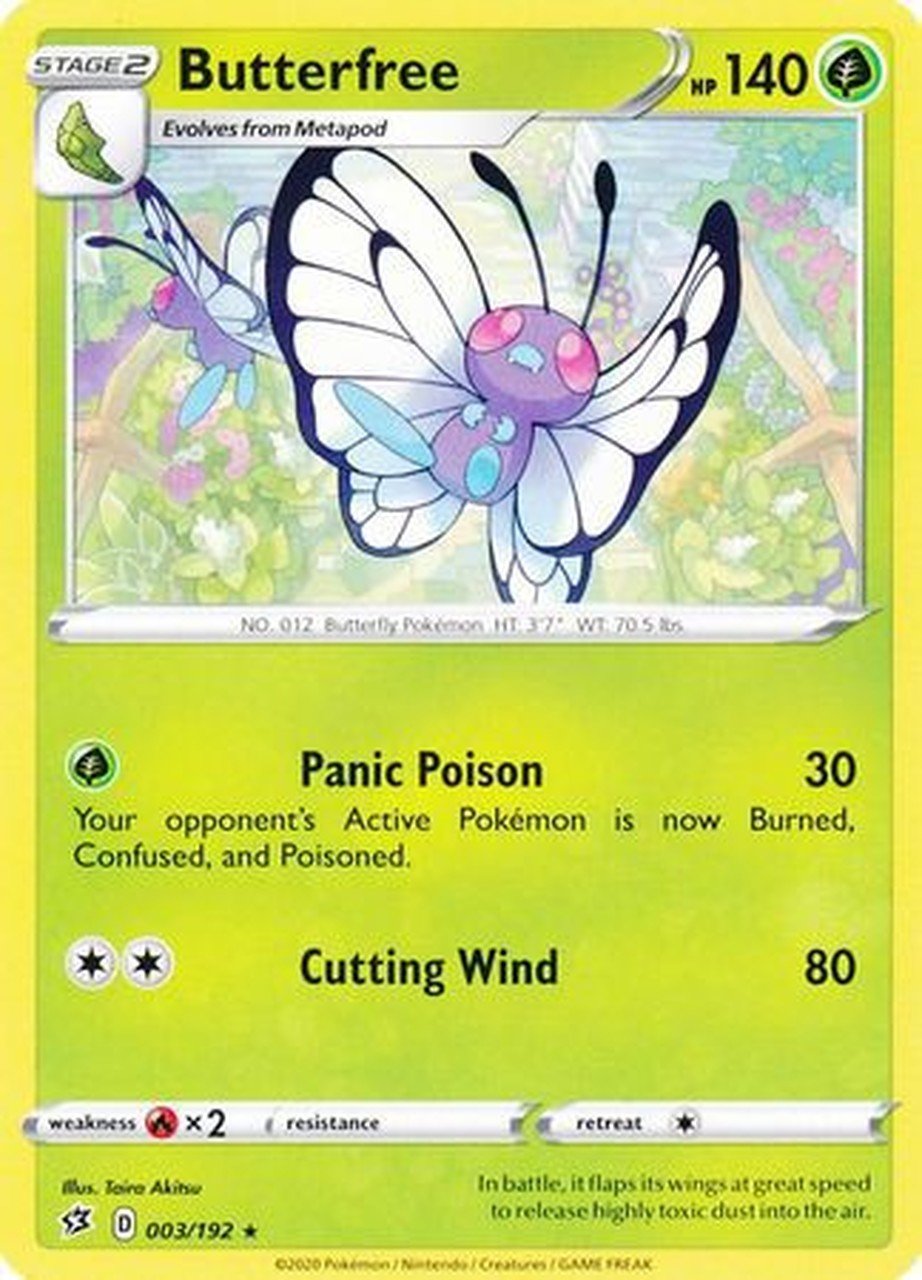 STAGE 2
Butterfree
HP 140
Evolves from Metapod
NO. 012 Butterfly Pokémon HT: 3'7" WT: 70.5 lbs.
Panic Poison 30
Your opponent's Active Pokémon is now Burned,
Confused, and Poisoned.
Cutting Wind 80
weakness ×2 resistance retreat
Illus. Taira Akitsu
In battle, it flaps its wings at great speed
to release highly toxic dust into the air.
D 003/192 ★
©2020 Pokémon / Nintendo / Creatures / GAME FREAK